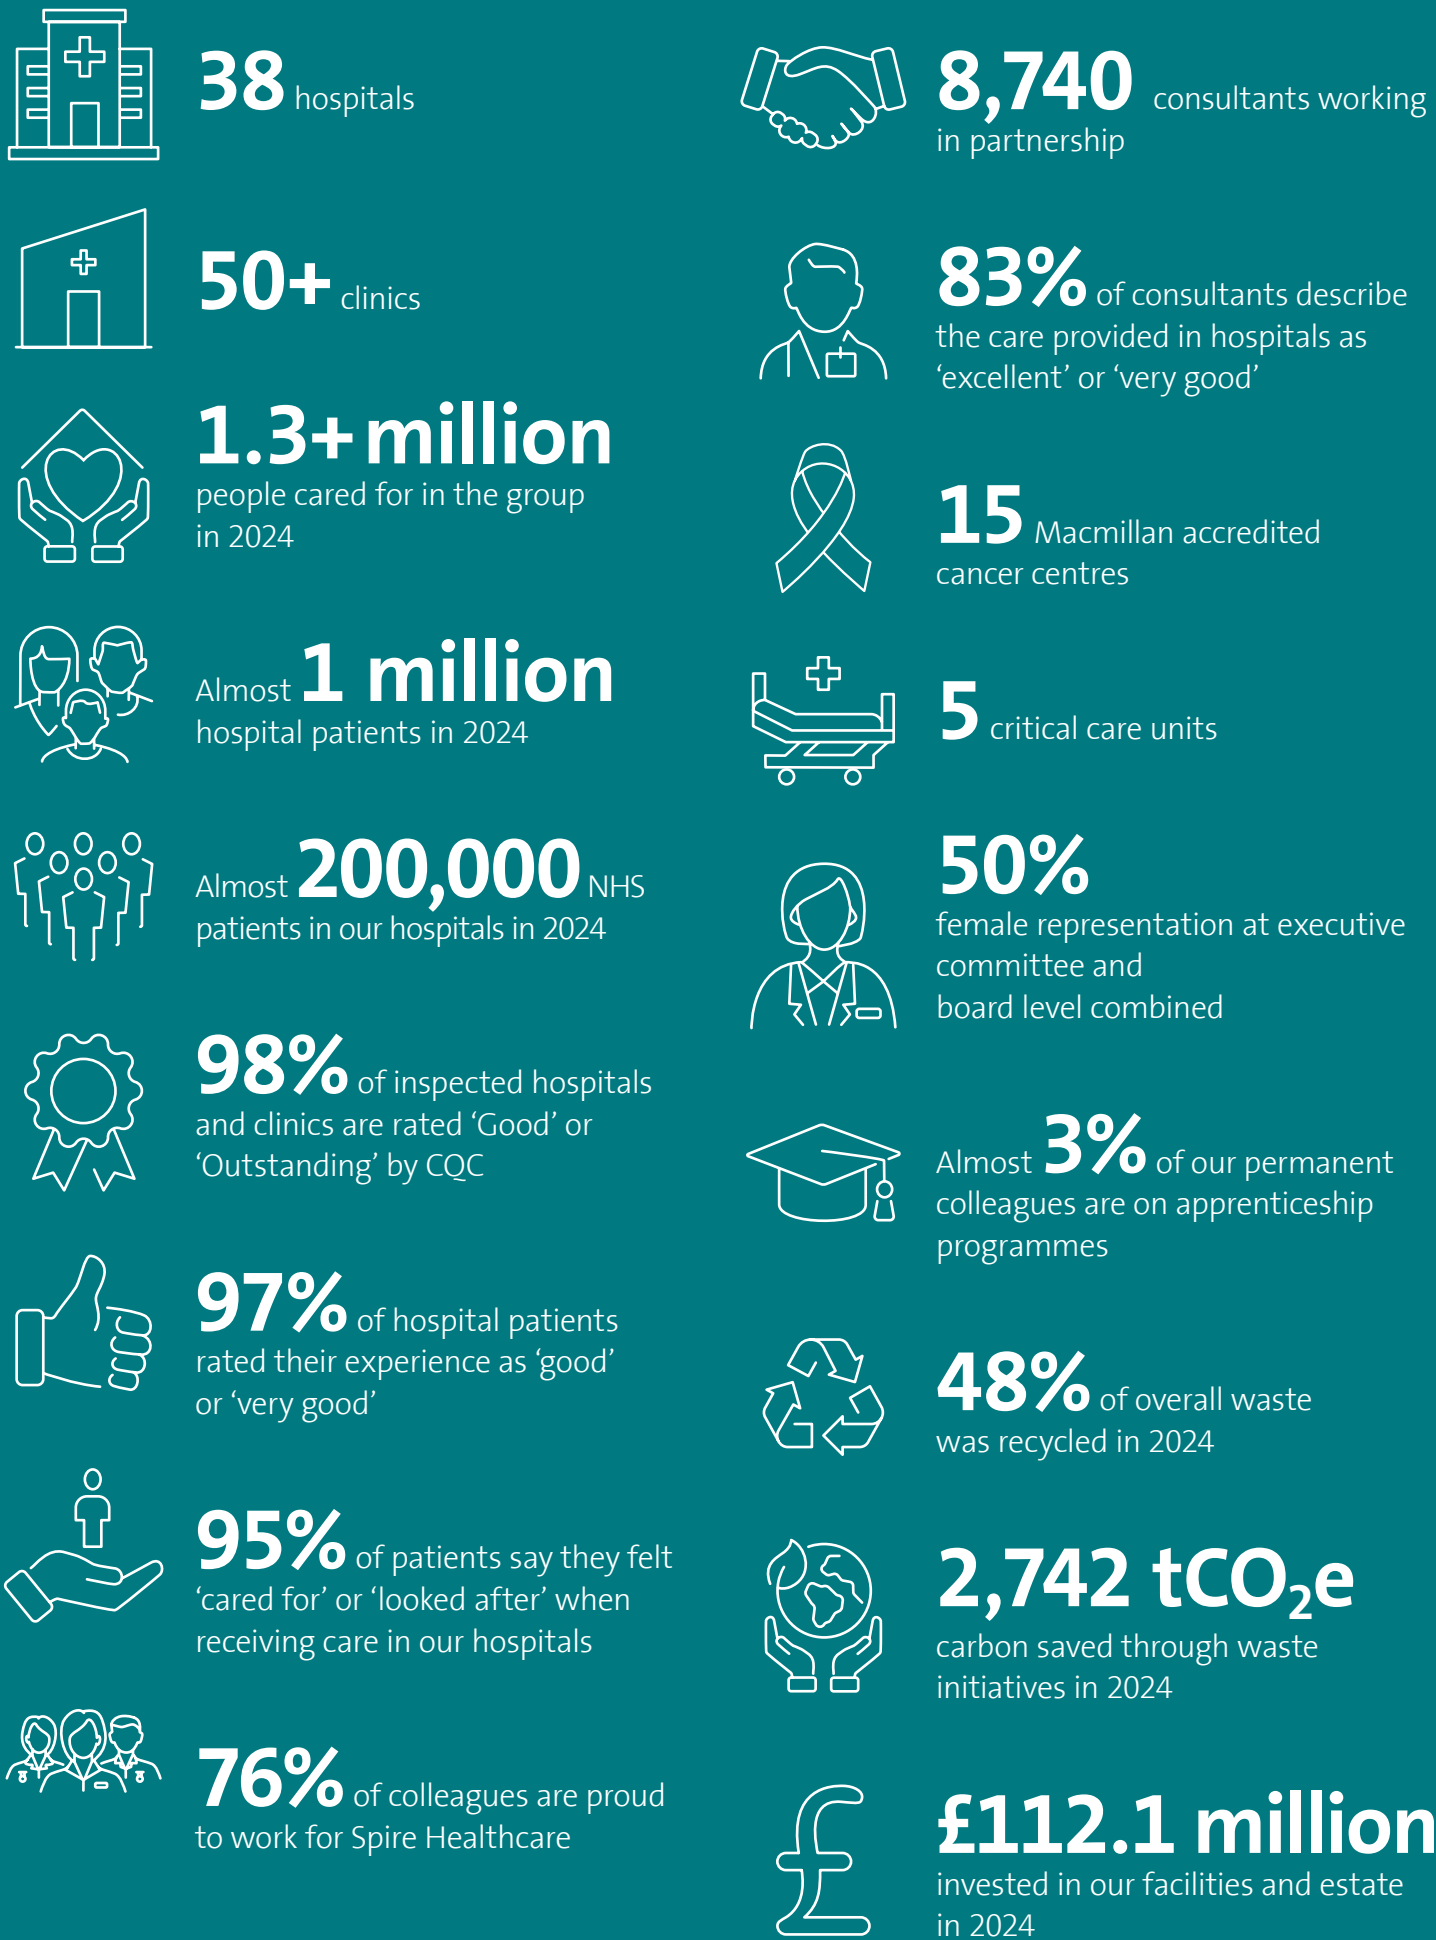 38 hospitals
50+ clinics
1.3+ million
people cared for in the group
in 2024
Almost 1 million
hospital patients in 2024
Almost 200,000 NHS
patients in our hospitals in 2024
98% of inspected hospitals
and clinics are rated ‘Good’ or
‘Outstanding’ by CQC
97% of hospital patients
rated their experience as ‘good’
or ‘very good’
95% of patients say they felt
‘cared for’ or ‘looked after’ when
receiving care in our hospitals
76% of colleagues are proud
to work for Spire Healthcare
8,740 consultants working
in partnership
83% of consultants describe
the care provided in hospitals as
‘excellent’ or ‘very good’
15 Macmillan accredited
cancer centres
5 critical care units
50%
female representation at executive
committee and
board level combined
Almost 3% of our permanent
colleagues are on apprenticeship
programmes
48% of overall waste
was recycled in 2024
2,742 tCO₂e
carbon saved through waste
initiatives in 2024
£112.1 million
invested in our facilities and estate
in 2024